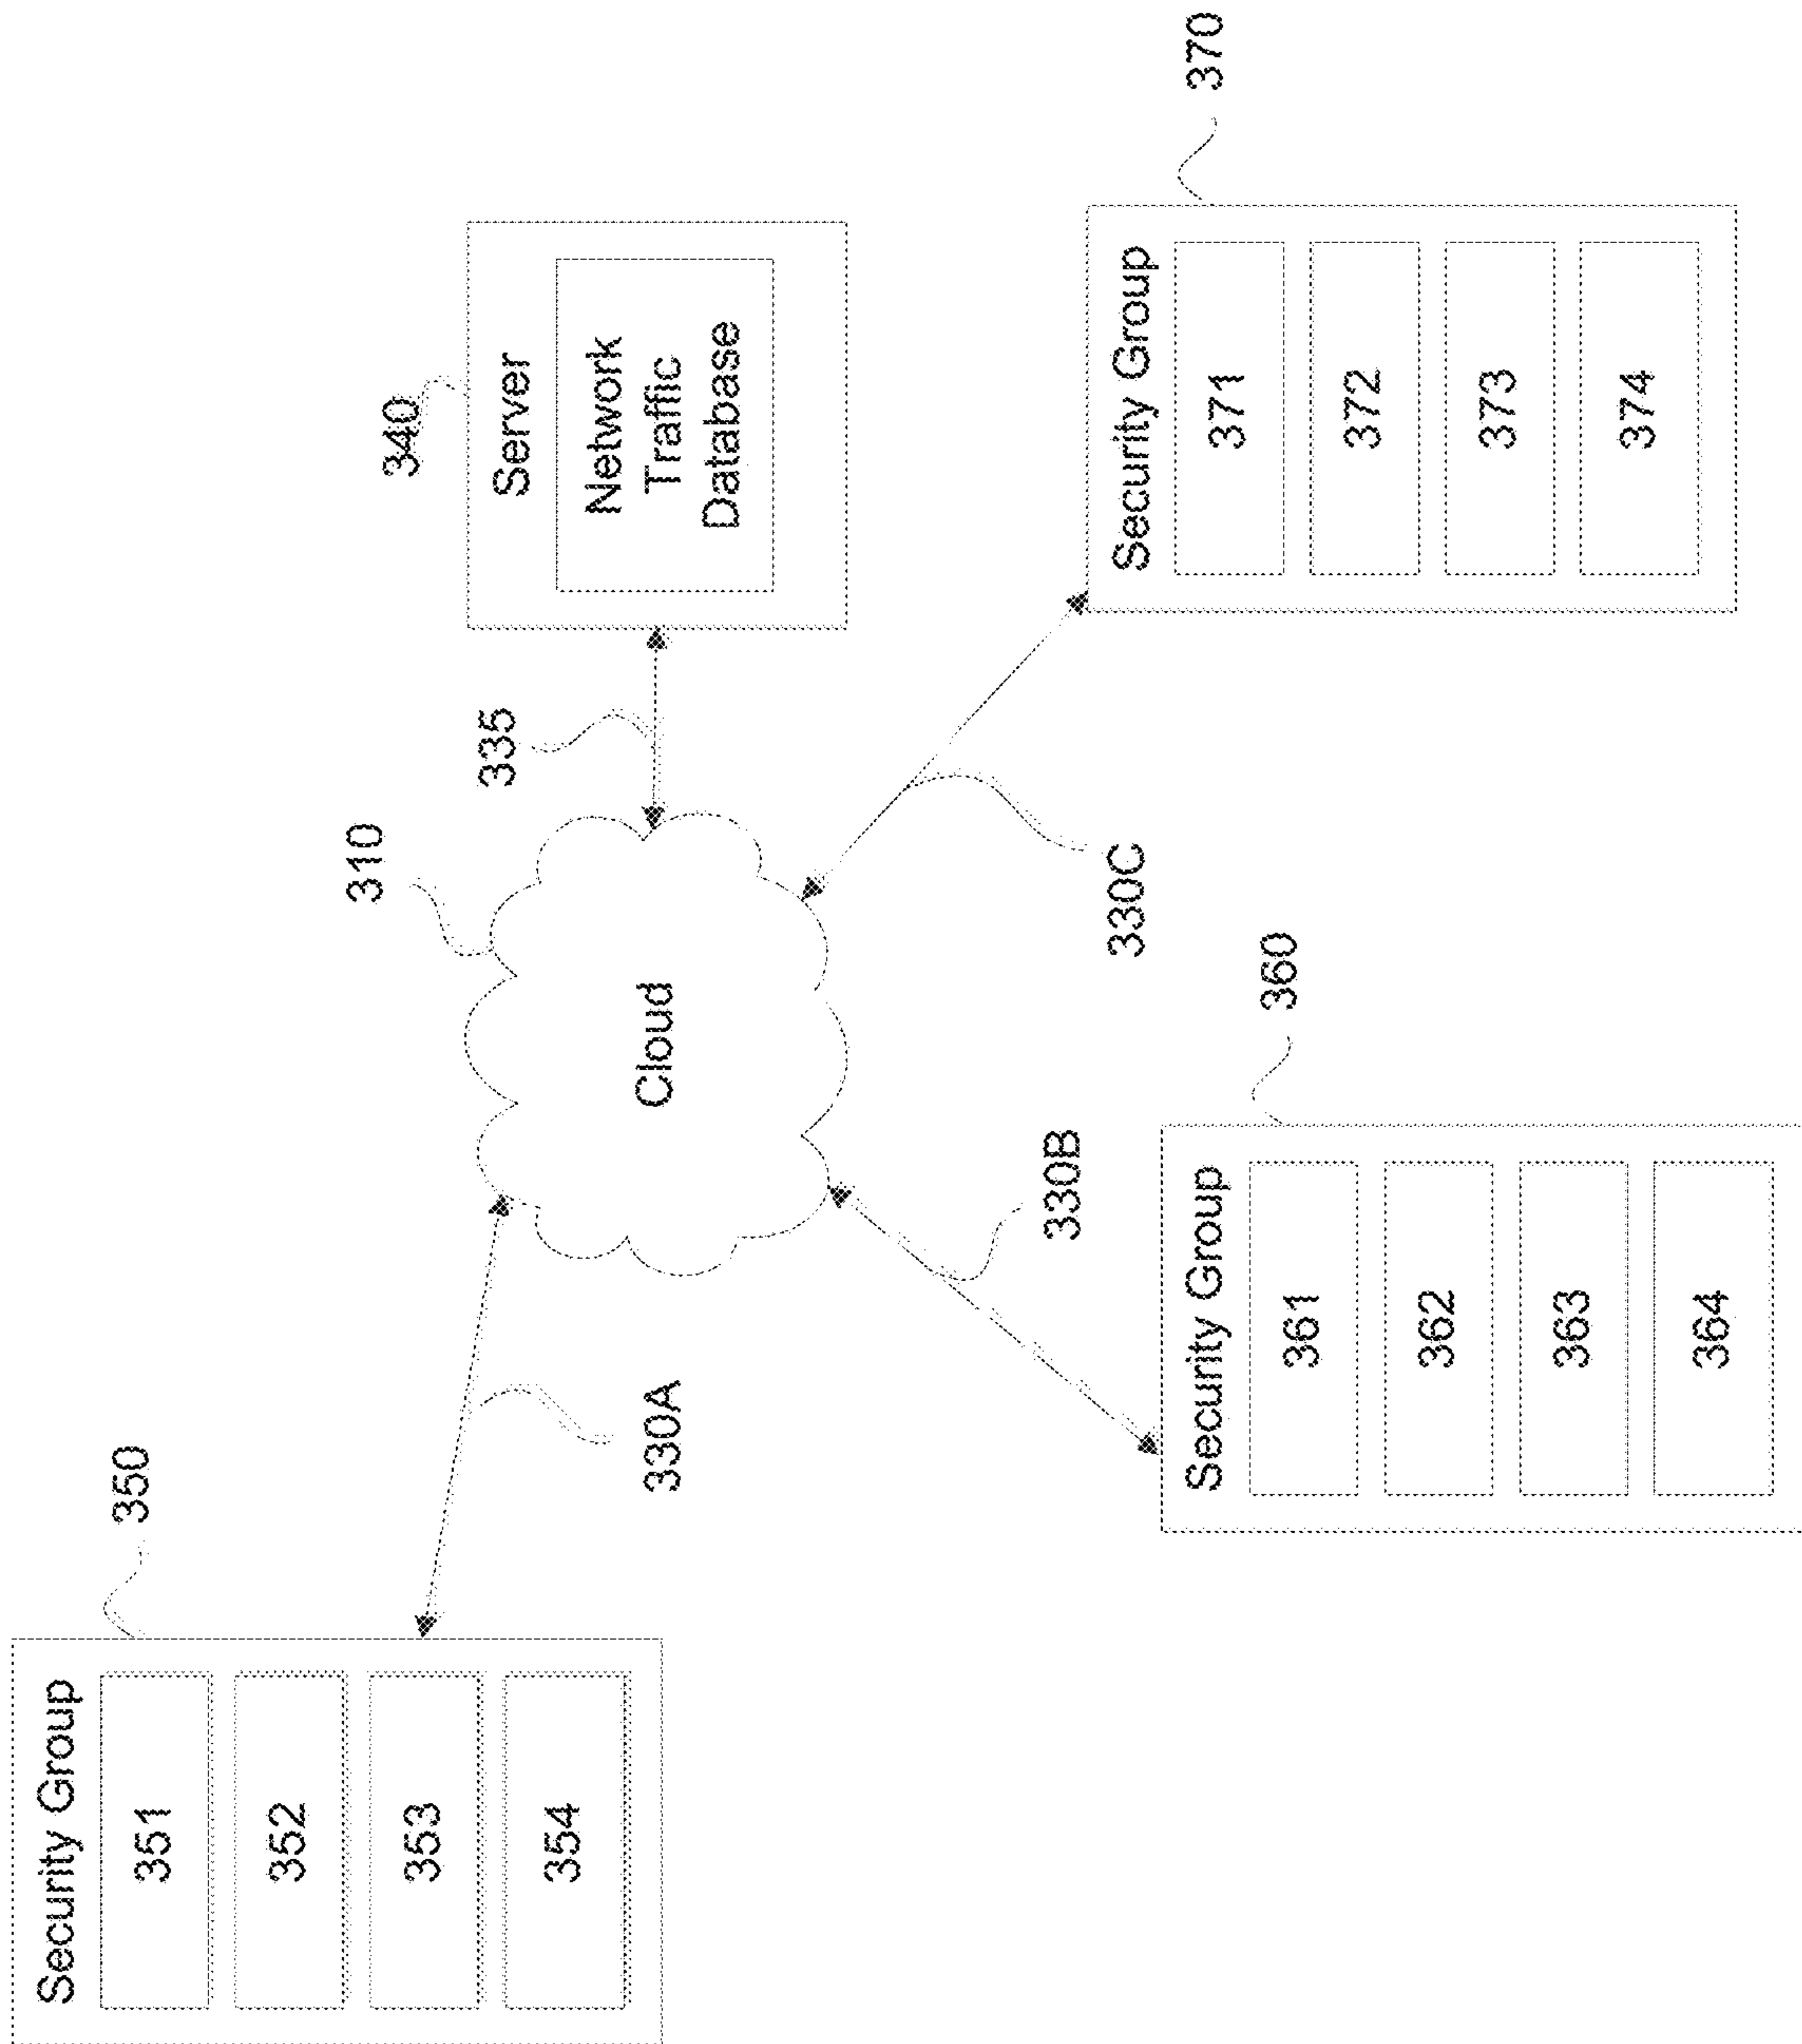 350
Security Group
351
352
353
354
330A
310
Cloud
335
340
Server
Network
Traffic
Database
330B
360
Security Group
361
362
363
364
330C
370
Security Group
371
372
373
374